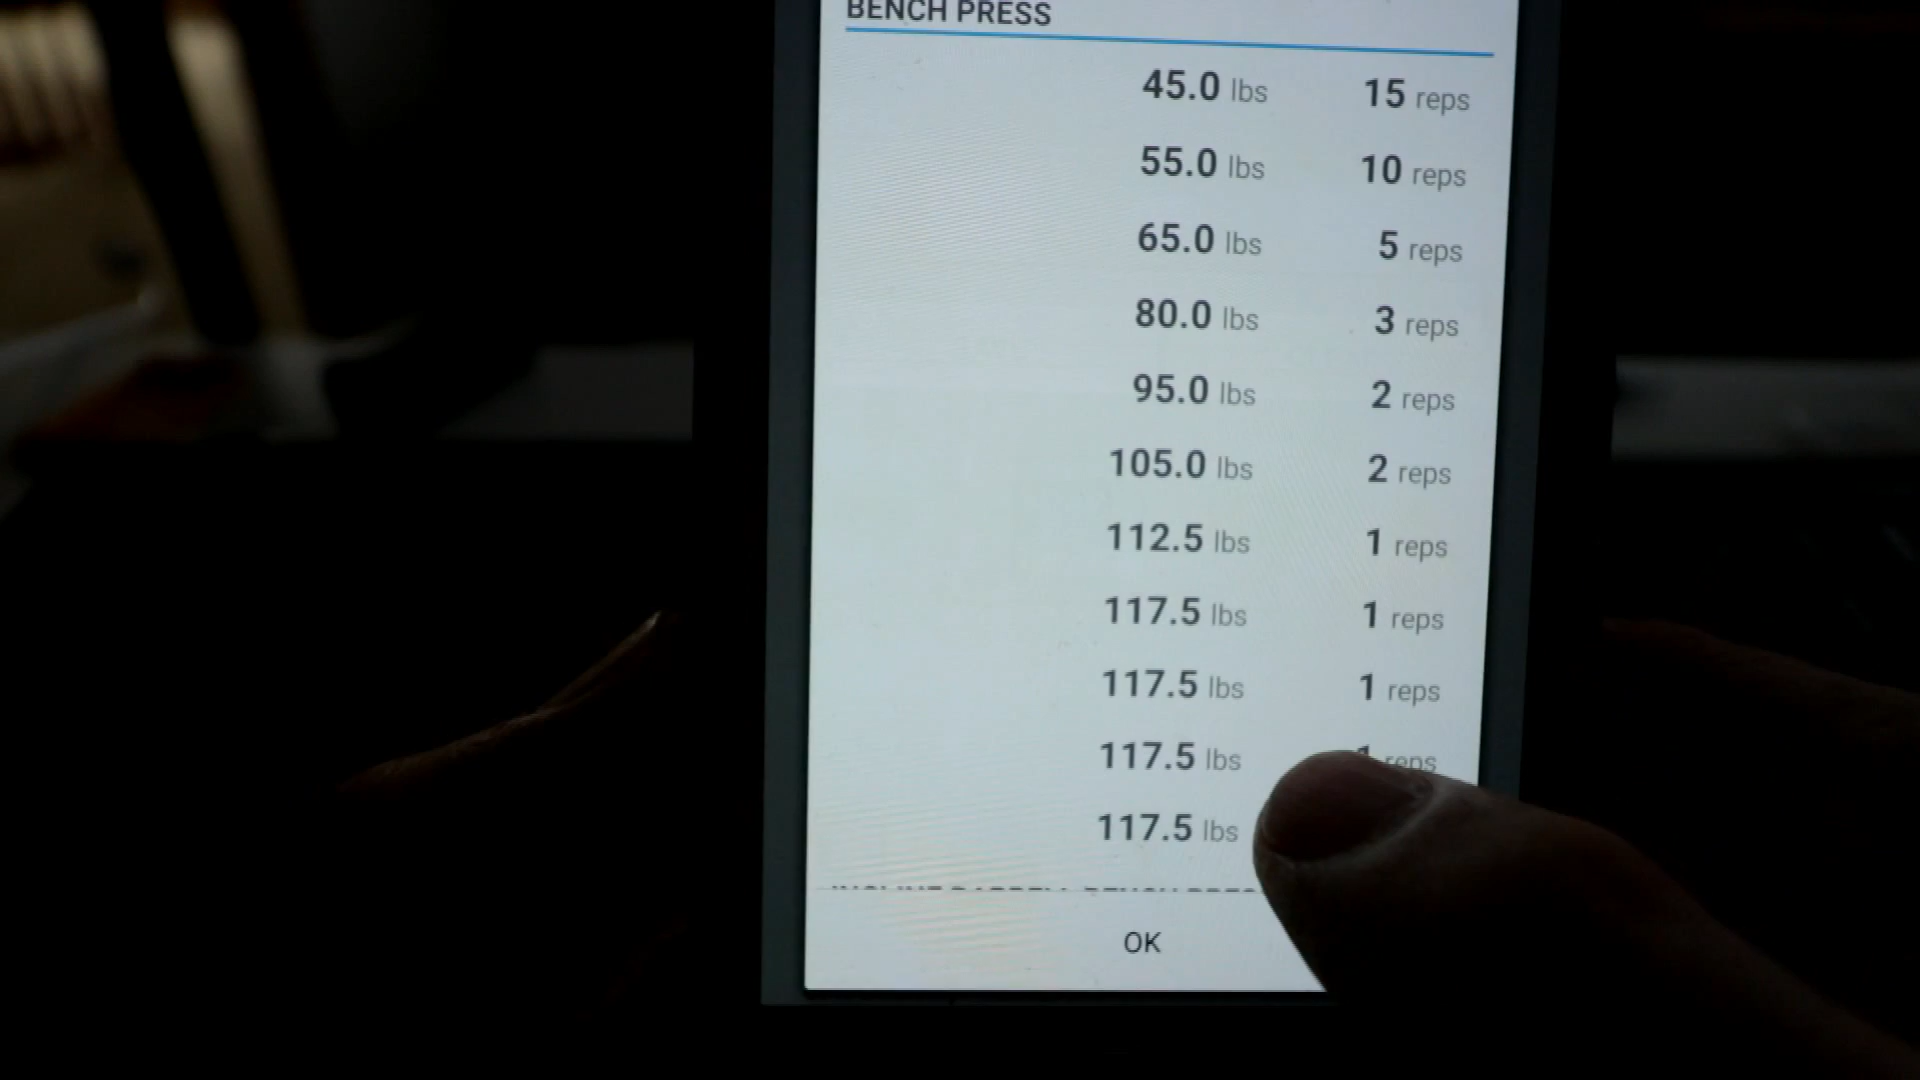 BENCH PRESS
45.0 lbs 15 reps
55.0 lbs 10 reps
65.0 lbs 5 reps
80.0 lbs 3 reps
95.0 lbs 2 reps
105.0 lbs 2 reps
112.5 lbs 1 reps
117.5 lbs 1 reps
117.5 lbs 1 reps
117.5 lbs 1 reps
117.5 lbs
OK